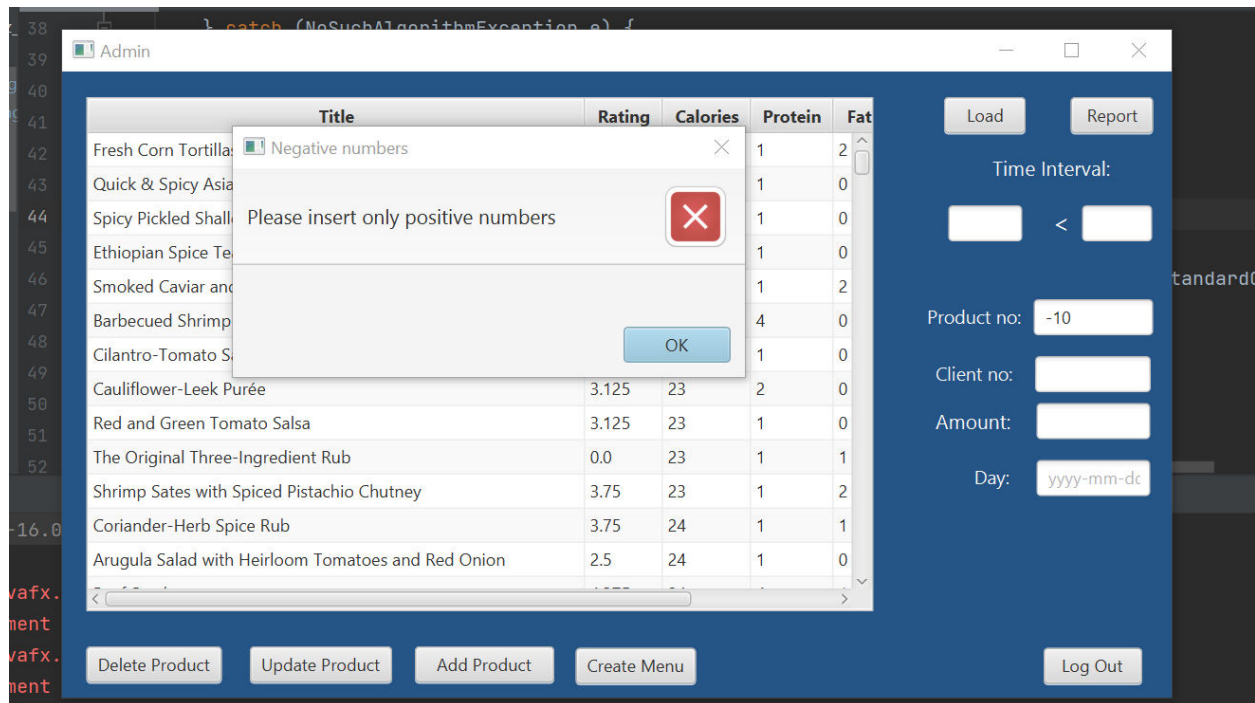 38 } catch (NoSuchAlgorithmException e) {
Admin
39
40
41
42
43
44
45
46
47
48
49
50
51
52
tandard
-16.0
vafx.
ment
vafx.
ment
Title Rating Calories Protein Fat
Fresh Corn Tortillas 1 2
Quick & Spicy Asia 1 0
Spicy Pickled Shall 1 0
Ethiopian Spice Te 1 0
Smoked Caviar and 1 2
Barbecued Shrimp 4 0
Cilantro-Tomato Sa 1 0
Cauliflower-Leek Purée 3.125 23 2 0
Red and Green Tomato Salsa 3.125 23 1 0
The Original Three-Ingredient Rub 0.0 23 1 1
Shrimp Sates with Spiced Pistachio Chutney 3.75 23 1 2
Coriander-Herb Spice Rub 3.75 24 1 1
Arugula Salad with Heirloom Tomatoes and Red Onion 2.5 24 1 0
Negative numbers
Please insert only positive numbers
OK
Load Report
Time Interval:
<
Product no: -10
Client no:
Amount:
Day: yyyy-mm-dd
Delete Product Update Product Add Product Create Menu Log Out